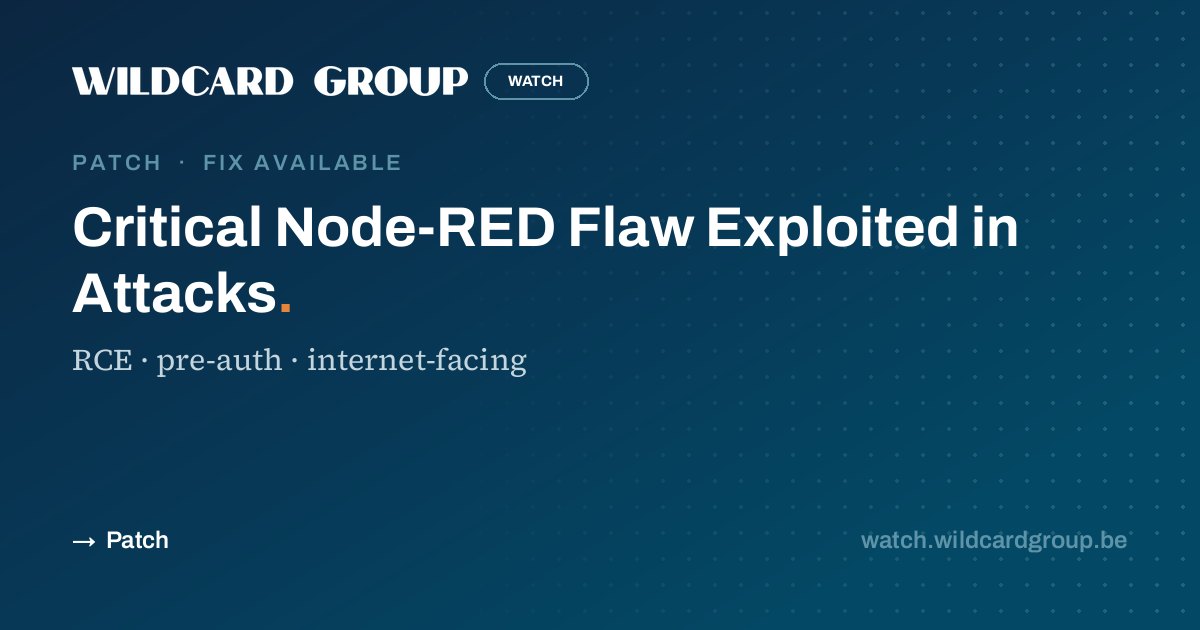 WILDCARD GROUP WATCH
PATCH · FIX AVAILABLE
Critical Node-RED Flaw Exploited in
Attacks.
RCE · pre-auth · internet-facing
→ Patch
watch.wildcardgroup.be